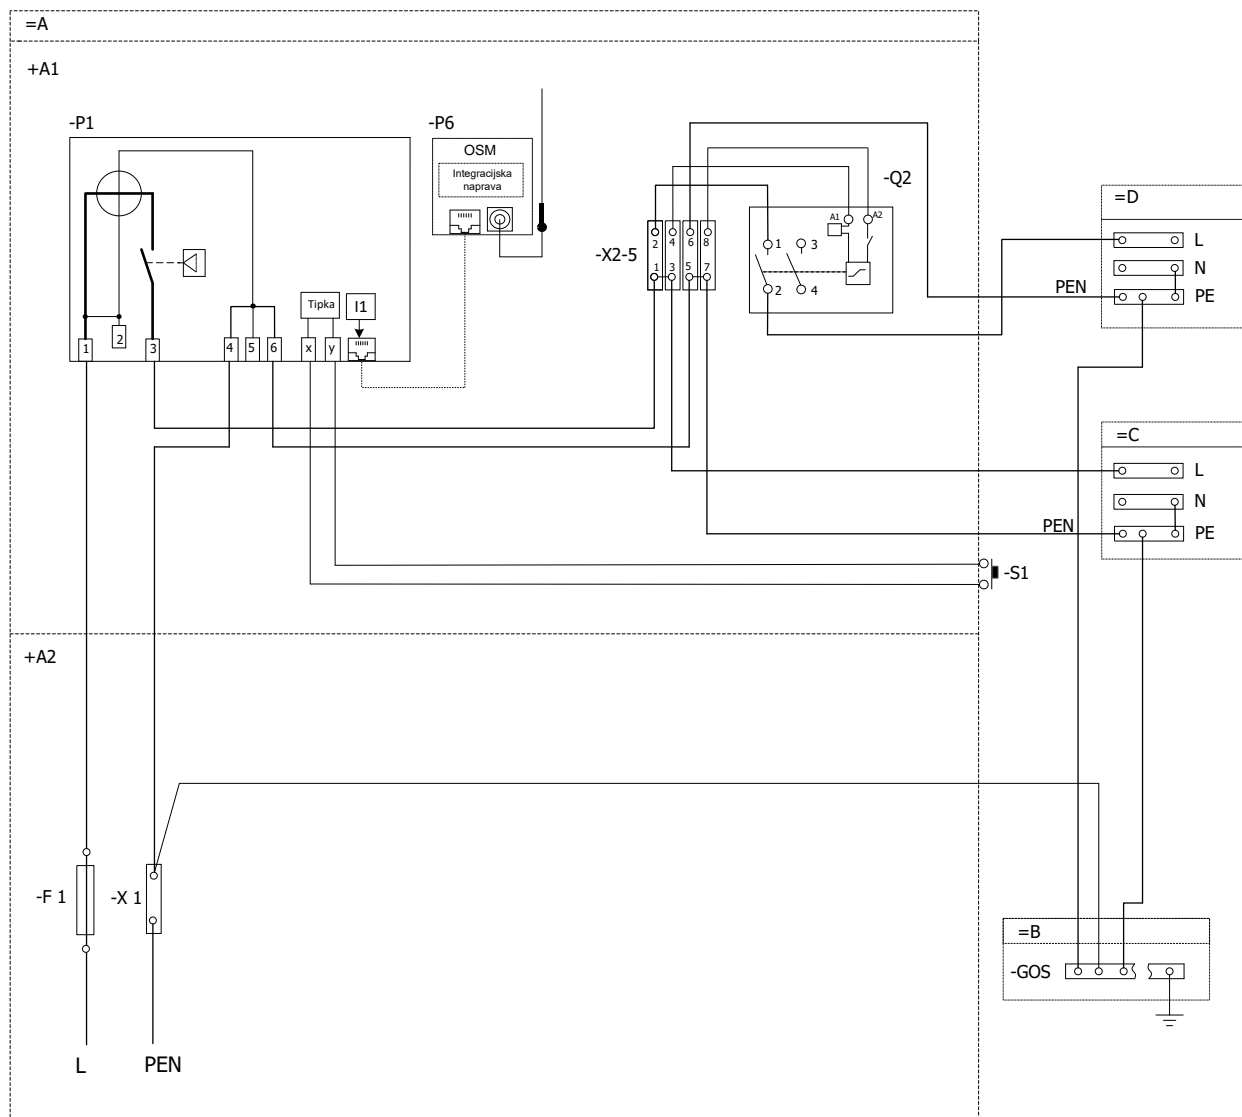 =A
+A1
-P1
-P6
OSM
Integracijska
naprava
-Q2
A1
A2
=D
-X2-5
2
4
6
8
1
3
5
7
1
3
2
4
L
N
PEN
PE
Tipka
I1
1
2
3
4
5
6
x
y
=C
L
N
PEN
PE
-S1
+A2
-F 1
-X 1
=B
-GOS
L
PEN